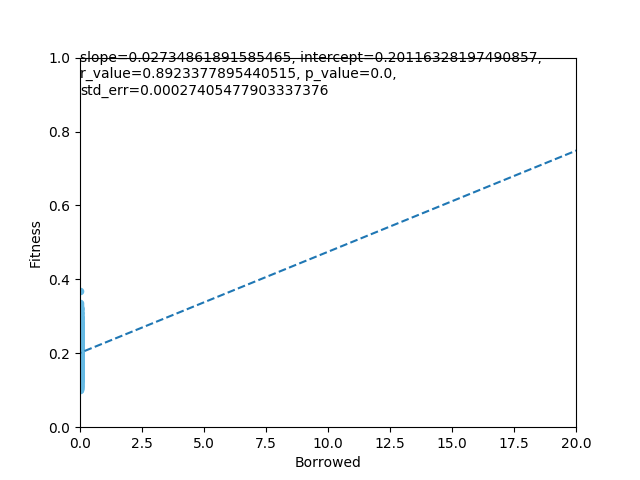 slope=0.02734861891585465, intercept=0.20116328197490857,
r_value=0.8923377895440515, p_value=0.0,
std_err=0.00027405477903337376
1.0
0.8
0.6
0.4
0.2
0.0
Fitness
0.0 2.5 5.0 7.5 10.0 12.5 15.0 17.5 20.0
Borrowed